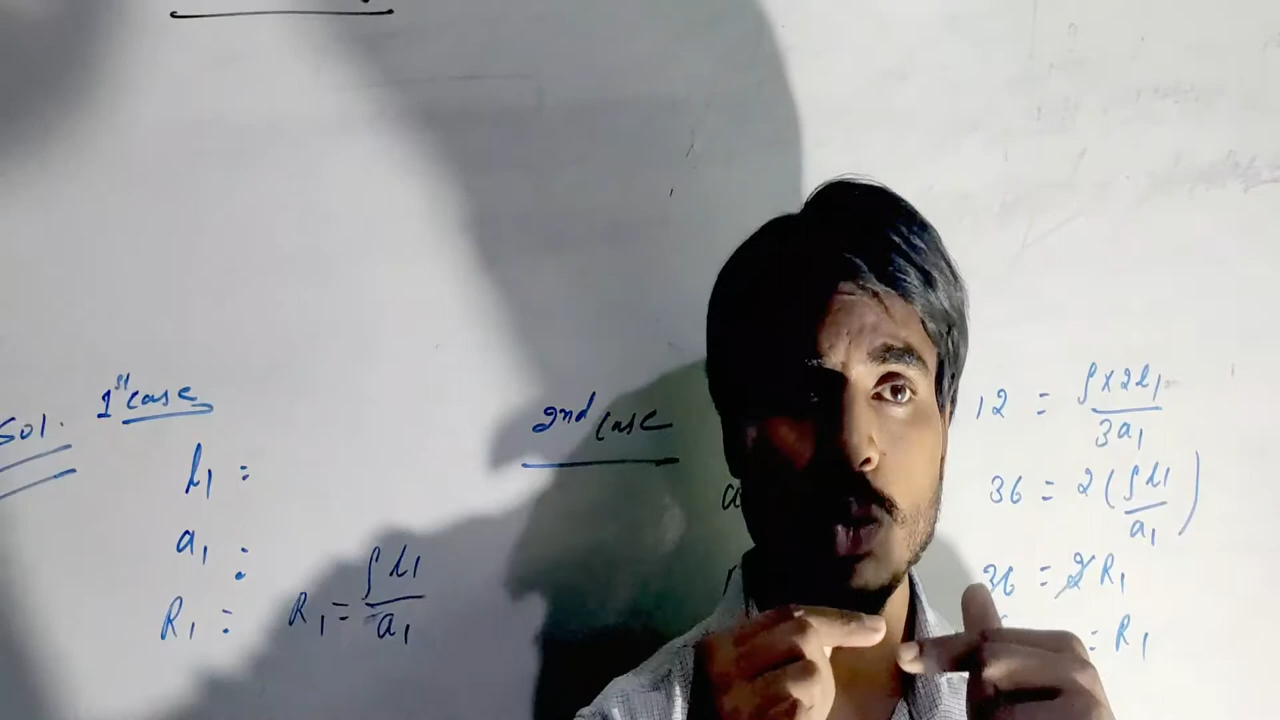 Sol. 1st case
l₁ :
a₁ :
R₁ : R₁ = ρl₁/a₁
2nd case
a
12 = ρ×2l₁/3a₁
36 = 2(ρl₁/a₁)
36 = 2R₁
= R₁